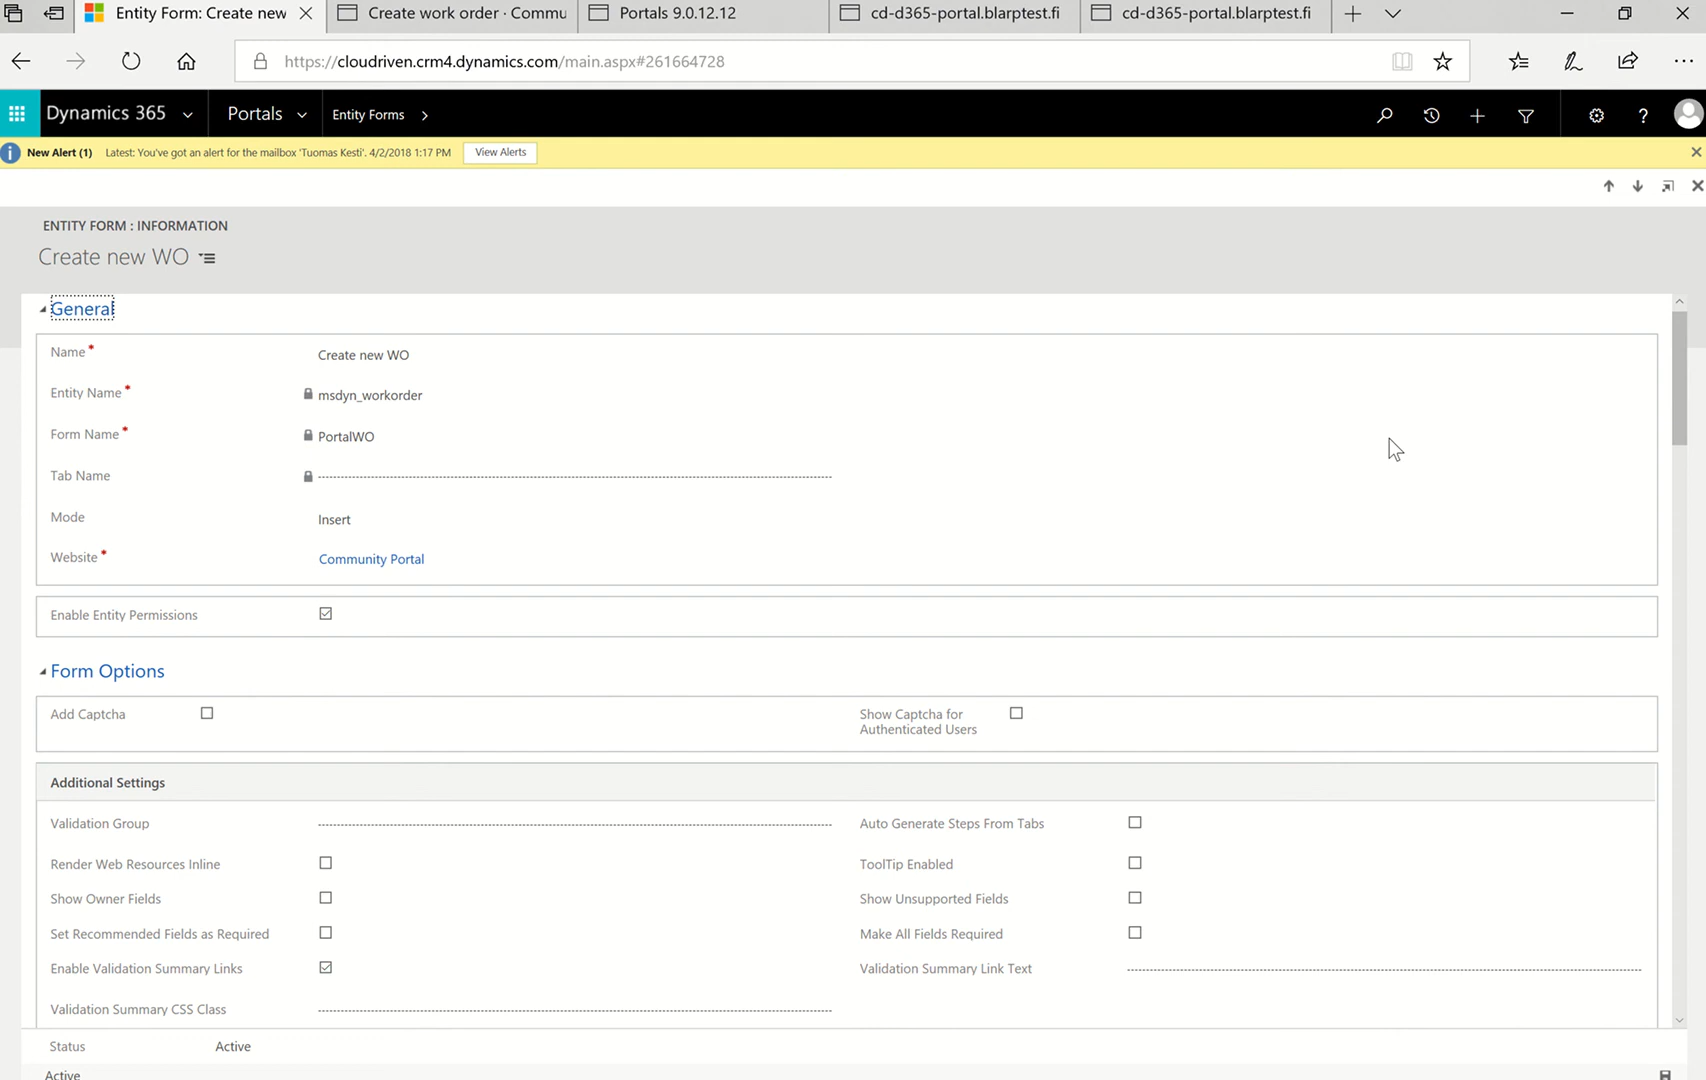 Entity Form: Create new
Create work order · Commu
Portals 9.0.12.12
cd-d365-portal.blarptest.fi
cd-d365-portal.blarptest.fi
https://cloudriven.crm4.dynamics.com/main.aspx#261664728
Dynamics 365
Portals
Entity Forms
New Alert (1) Latest: You've got an alert for the mailbox 'Tuomas Kesti'. 4/2/2018 1:17 PM View Alerts
ENTITY FORM : INFORMATION
Create new WO
General
Name * Create new WO
Entity Name * msdyn_workorder
Form Name * PortalWO
Tab Name
Mode Insert
Website * Community Portal
Enable Entity Permissions
Form Options
Add Captcha
Show Captcha for
Authenticated Users
Additional Settings
Validation Group
Auto Generate Steps From Tabs
Render Web Resources Inline
ToolTip Enabled
Show Owner Fields
Show Unsupported Fields
Set Recommended Fields as Required
Make All Fields Required
Enable Validation Summary Links
Validation Summary Link Text
Validation Summary CSS Class
Status Active
Active